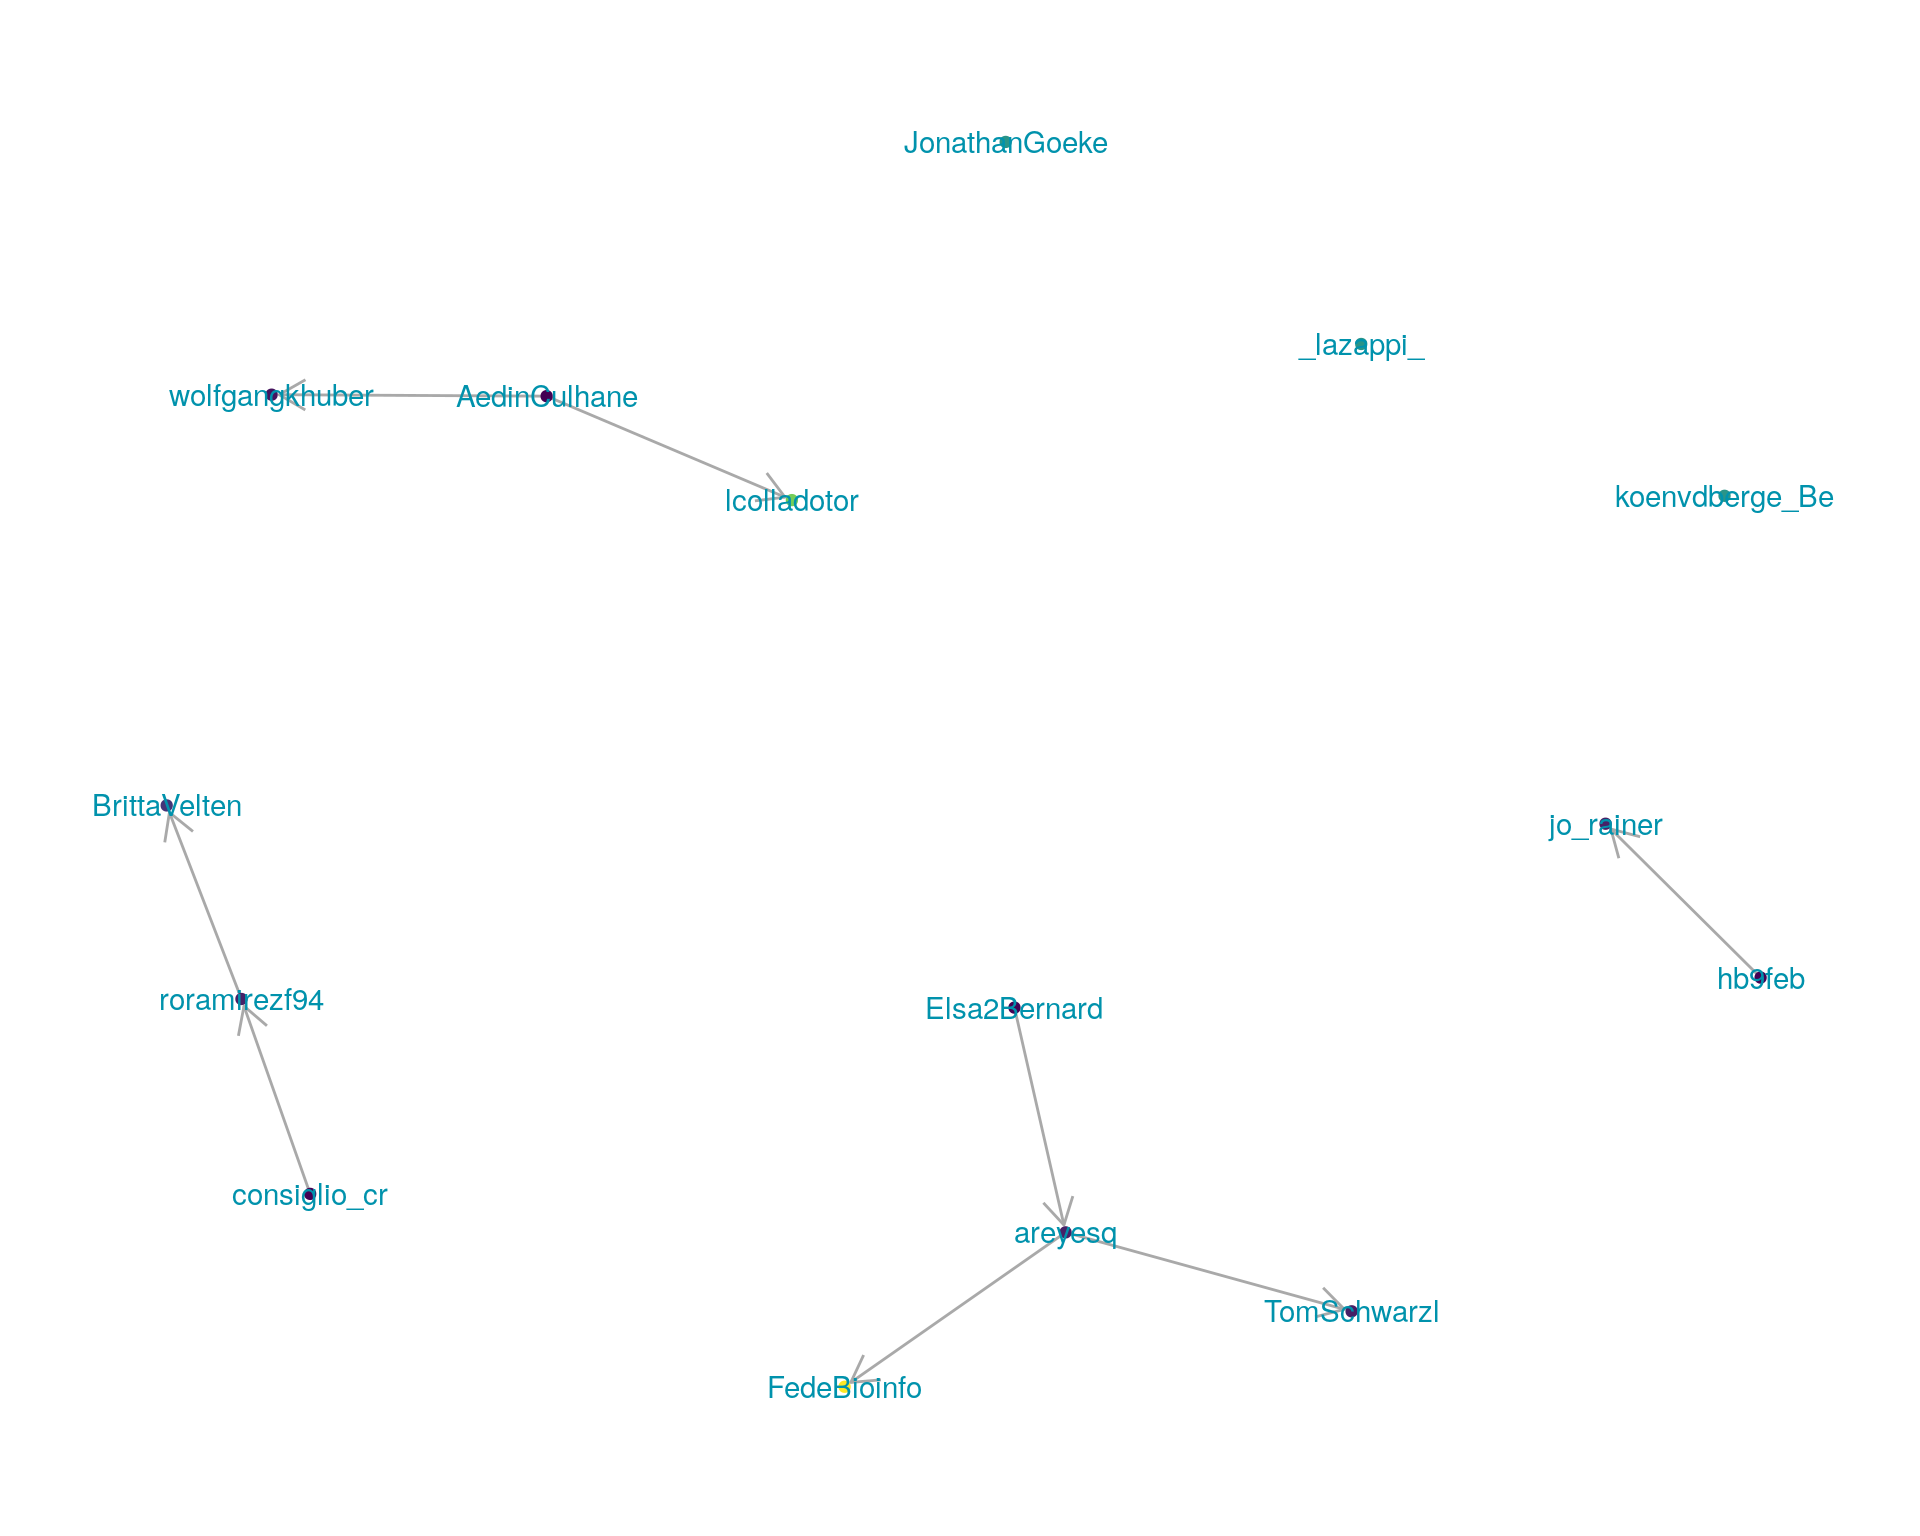 JonathanGoeke
_lazappi_
wolfgangkhuber
AedinCulhane
lcolladotor
koenvdberge_Be
BrittaVelten
jo_rainer
hb9feb
roramirezf94
Elsa2Bernard
consiglio_cr
areyesq
TomSchwarzl
FedeBioinfo